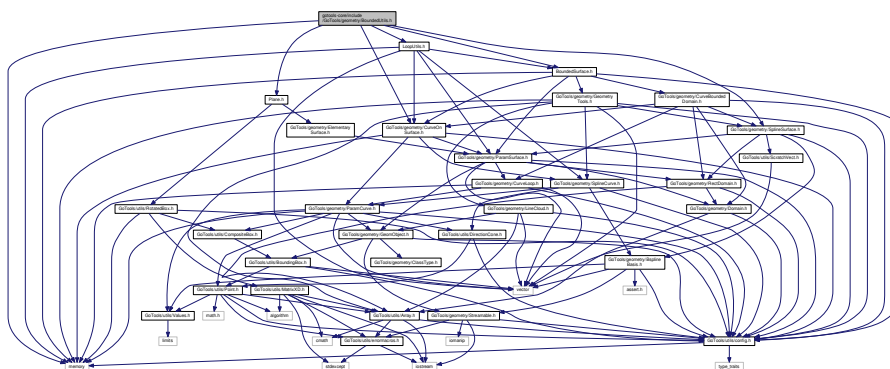 gotools-core/include
/GoTools/geometry/BoundedUtils.h
LoopUtils.h
BoundedSurface.h
Plane.h
GoTools/geometry/Geometry
Tools.h
GoTools/geometry/CurveBounded
Domain.h
GoTools/geometry/Elementary
Surface.h
GoTools/geometry/CurveOn
Surface.h
GoTools/geometry/SplineSurface.h
GoTools/geometry/ParamSurface.h
GoTools/utils/ScratchVect.h
GoTools/geometry/CurveLoop.h
GoTools/geometry/SplineCurve.h
GoTools/geometry/RectDomain.h
GoTools/utils/RotatedBox.h
GoTools/geometry/ParamCurve.h
GoTools/geometry/LineCloud.h
GoTools/geometry/Domain.h
GoTools/utils/CompositeBox.h
GoTools/geometry/GeomObject.h
GoTools/utils/DirectionCone.h
GoTools/utils/BoundingBox.h
GoTools/geometry/ClassType.h
GoTools/geometry/BSpline
Basis.h
GoTools/utils/Point.h
GoTools/utils/MatrixXD.h
vector
assert.h
GoTools/utils/Values.h
math.h
algorithm
GoTools/utils/Array.h
GoTools/geometry/Streamable.h
limits
cmath
GoTools/utils/errormacros.h
iomanip
GoTools/utils/config.h
memory
stdexcept
iostream
type_traits